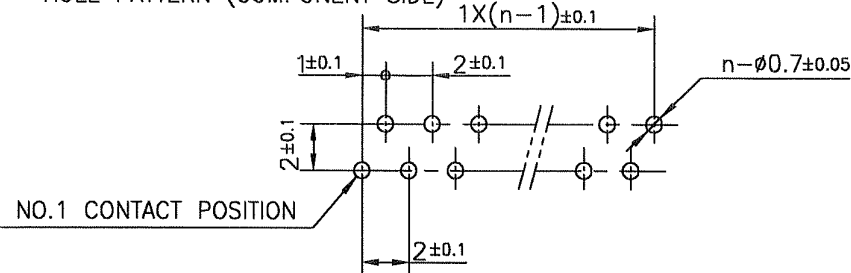 HOLE PATTERN (COMPONENT SIDE)
1X(n-1)±0.1
1±0.1
2±0.1
n-Ø0.7±0.05
2±0.1
NO.1 CONTACT POSITION
2±0.1